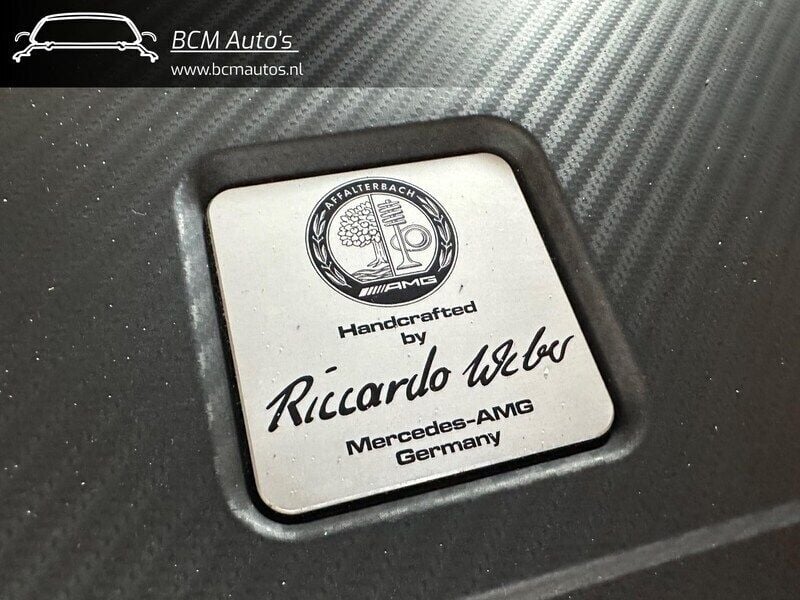 BCM Auto's
www.bcmautos.nl
AFFALTERBACH
AMG
Handcrafted
by
Riccardo Weber
Mercedes-AMG
Germany